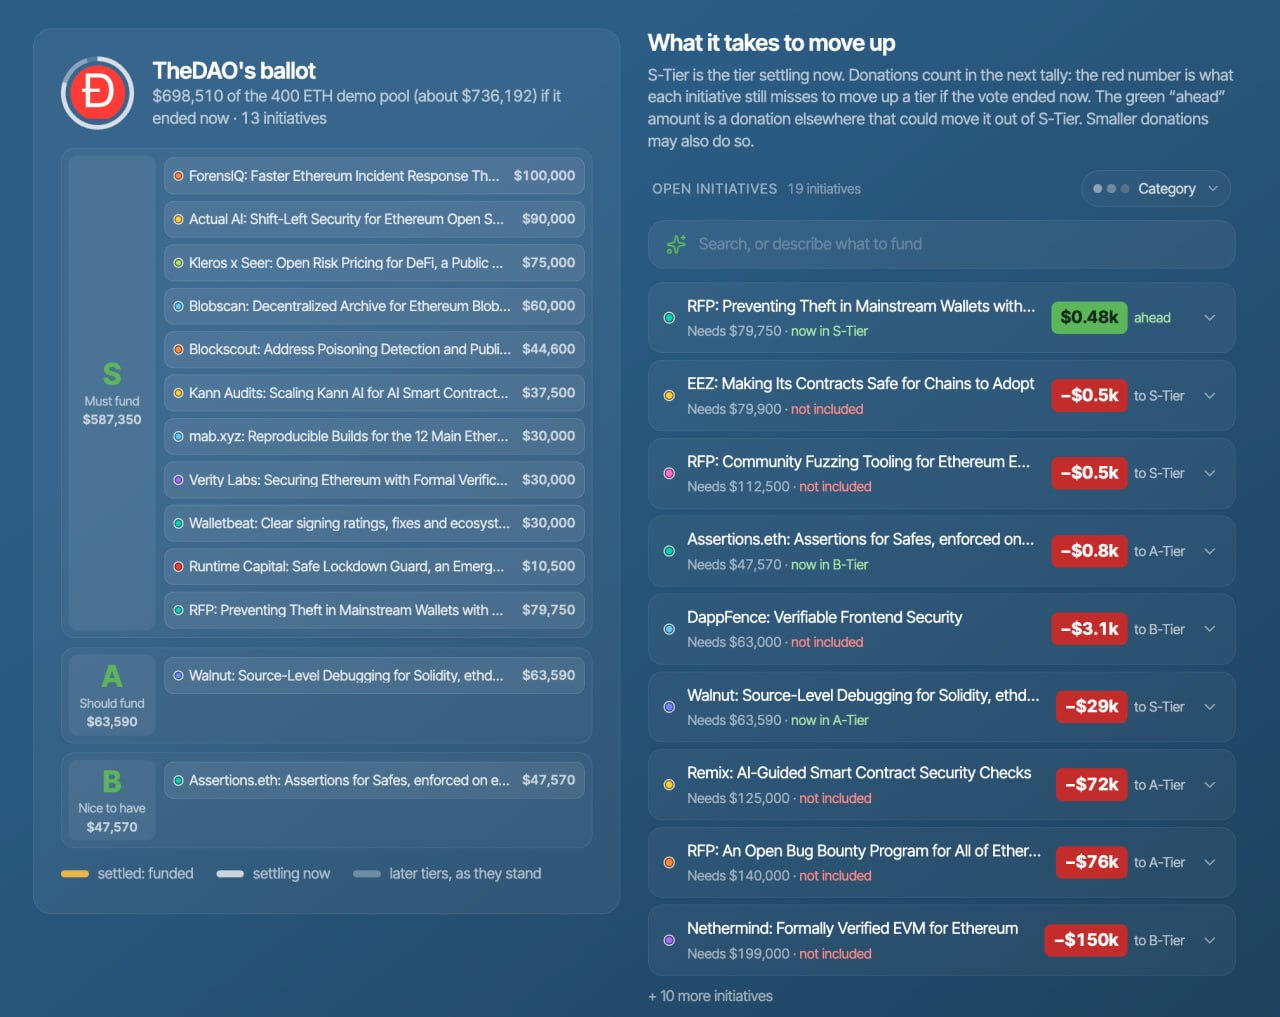 TheDAO's ballot
$698,510 of the 400 ETH demo pool (about $736,192) if it
ended now · 13 initiatives
S
Must fund
$587,350
ForensIQ: Faster Ethereum Incident Response Th... $100,000
Actual AI: Shift-Left Security for Ethereum Open S... $90,000
Kleros x Seer: Open Risk Pricing for DeFi, a Public ... $75,000
Blobscan: Decentralized Archive for Ethereum Blob... $60,000
Blockscout: Address Poisoning Detection and Publi... $44,600
Kann Audits: Scaling Kann AI for AI Smart Contract... $37,500
mab.xyz: Reproducible Builds for the 12 Main Ether... $30,000
Verity Labs: Securing Ethereum with Formal Verific... $30,000
Walletbeat: Clear signing ratings, fixes and ecosyst... $30,000
Runtime Capital: Safe Lockdown Guard, an Emerg... $10,500
RFP: Preventing Theft in Mainstream Wallets with ... $79,750
A
Should fund
$63,590
Walnut: Source-Level Debugging for Solidity, ethd... $63,590
B
Nice to have
$47,570
Assertions.eth: Assertions for Safes, enforced on e... $47,570
settled: funded settling now later tiers, as they stand
What it takes to move up
S-Tier is the tier settling now. Donations count in the next tally: the red number is what
each initiative still misses to move up a tier if the vote ended now. The green “ahead”
amount is a donation elsewhere that could move it out of S-Tier. Smaller donations
may also do so.
OPEN INITIATIVES 19 initiatives
Category
Search, or describe what to fund
RFP: Preventing Theft in Mainstream Wallets with...
Needs $79,750 · now in S-Tier
$0.48k ahead
EEZ: Making Its Contracts Safe for Chains to Adopt
Needs $79,900 · not included
−$0.5k to S-Tier
RFP: Community Fuzzing Tooling for Ethereum E...
Needs $112,500 · not included
−$0.5k to S-Tier
Assertions.eth: Assertions for Safes, enforced on...
Needs $47,570 · now in B-Tier
−$0.8k to A-Tier
DappFence: Verifiable Frontend Security
Needs $63,000 · not included
−$3.1k to B-Tier
Walnut: Source-Level Debugging for Solidity, ethd...
Needs $63,590 · now in A-Tier
−$29k to S-Tier
Remix: AI-Guided Smart Contract Security Checks
Needs $125,000 · not included
−$72k to A-Tier
RFP: An Open Bug Bounty Program for All of Ether...
Needs $140,000 · not included
−$76k to A-Tier
Nethermind: Formally Verified EVM for Ethereum
Needs $199,000 · not included
−$150k to B-Tier
+ 10 more initiatives